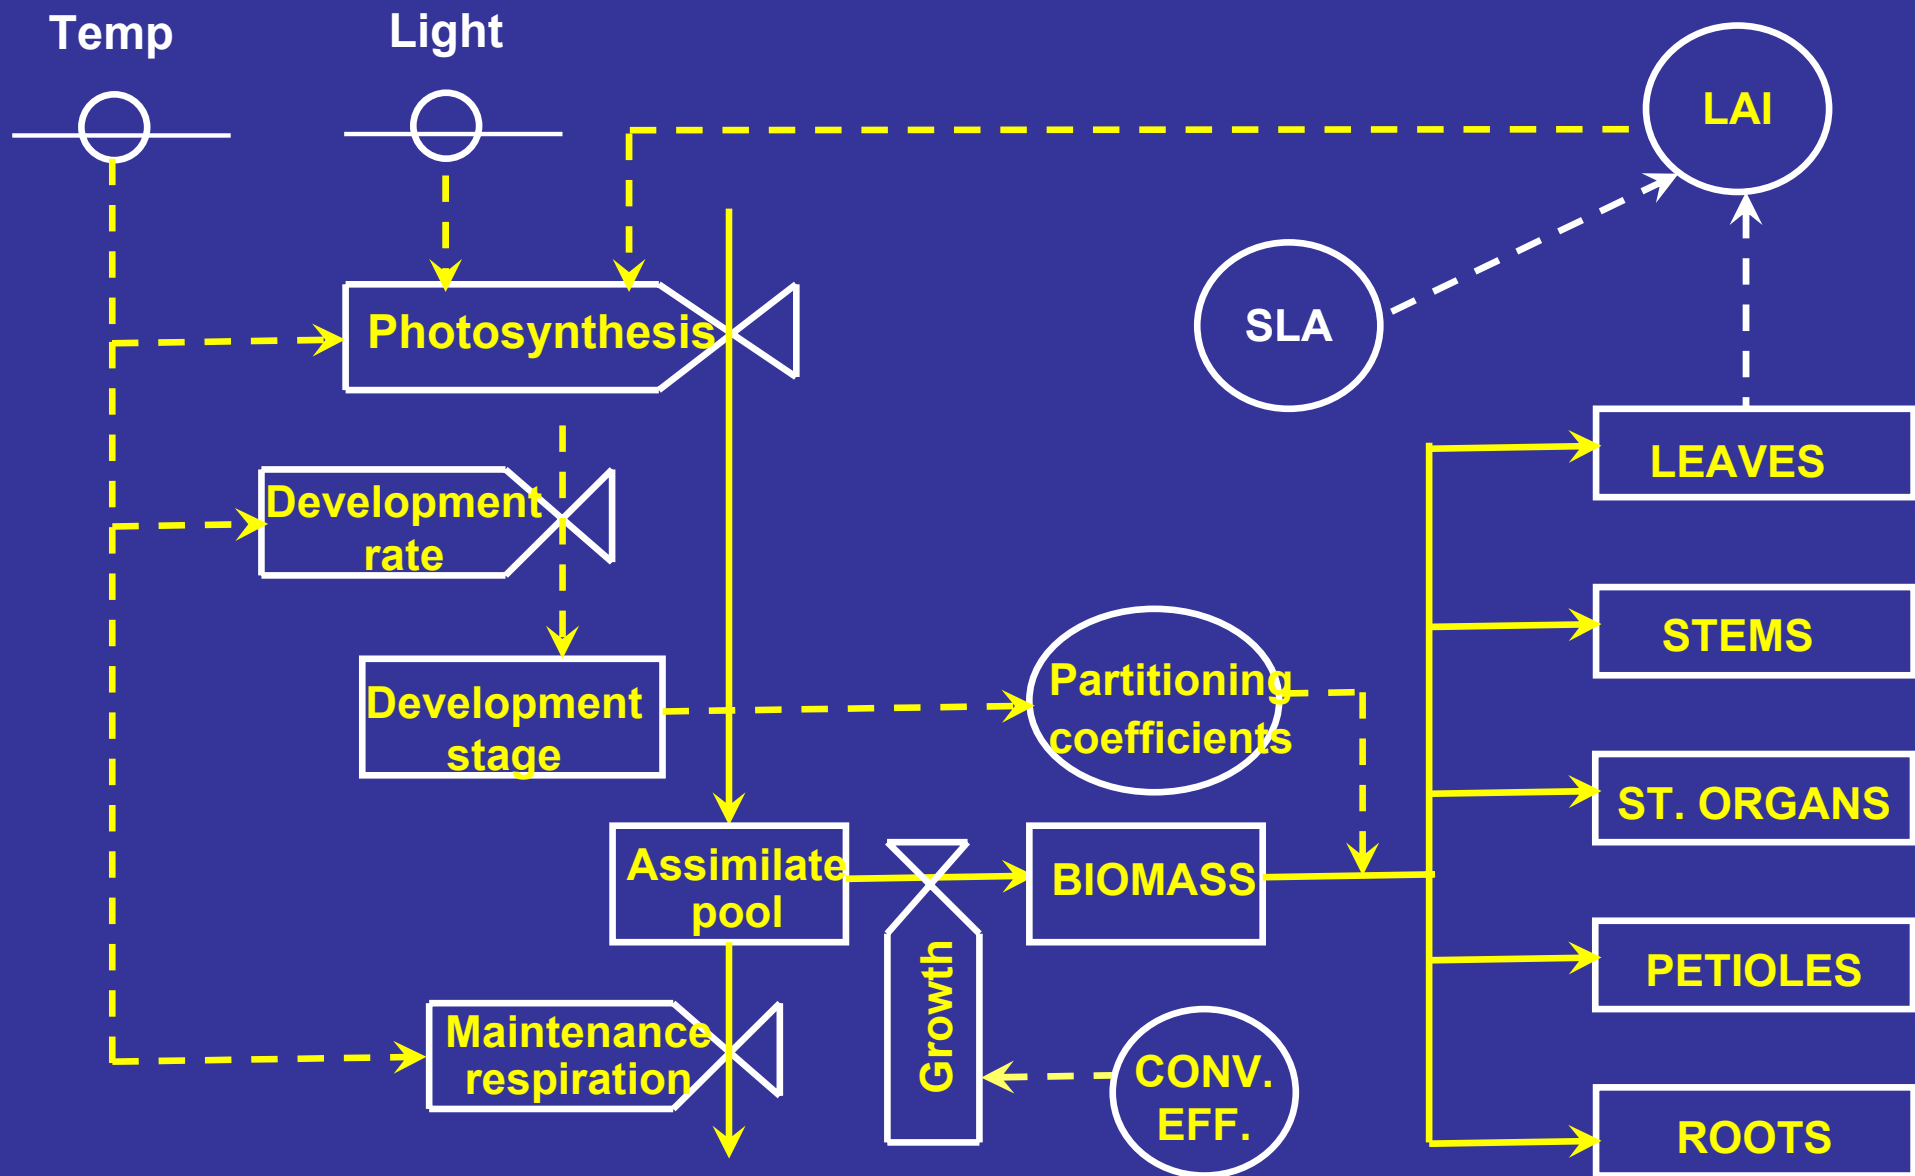 Temp
Light
LAI
SLA
Photosynthesis
LEAVES
Development
rate
STEMS
Partitioning
coefficients
Development
stage
ST. ORGANS
Assimilate
pool
BIOMASS
PETIOLES
Growth
Maintenance
respiration
CONV.
EFF.
ROOTS